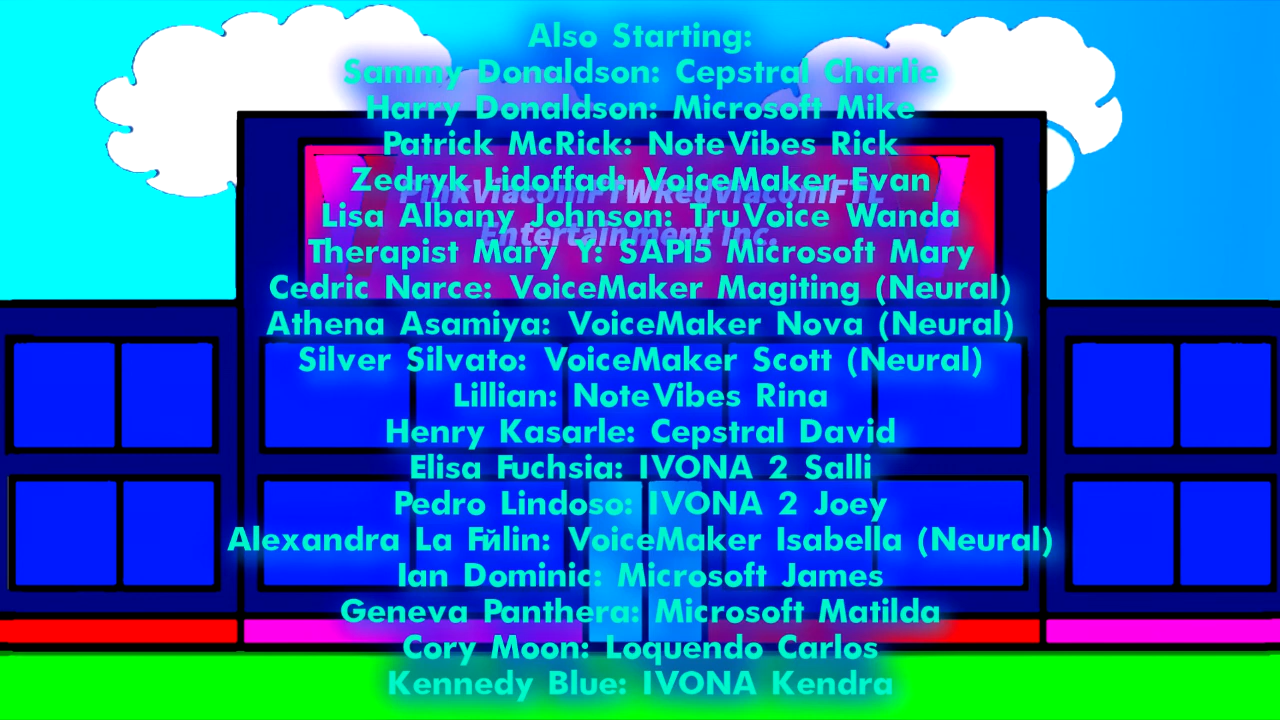 Also Starting:
Sammy Donaldson: Cepstral Charlie
Harry Donaldson: Microsoft Mike
Patrick McRick: NoteVibes Rick
Zedryk Lidoffad: VoiceMaker Evan
PinkViacomFTWRedViacomFTL
Lisa Albany Johnson: TruVoice Wanda
Entertainment Inc.
Therapist Mary Y: SAPI5 Microsoft Mary
Cedric Narce: VoiceMaker Magiting (Neural)
Athena Asamiya: VoiceMaker Nova (Neural)
Silver Silvato: VoiceMaker Scott (Neural)
Lillian: NoteVibes Rina
Henry Kasarle: Cepstral David
Elisa Fuchsia: IVONA 2 Salli
Pedro Lindoso: IVONA 2 Joey
Alexandra La Fйlin: VoiceMaker Isabella (Neural)
Ian Dominic: Microsoft James
Geneva Panthera: Microsoft Matilda
Cory Moon: Loquendo Carlos
Kennedy Blue: IVONA Kendra